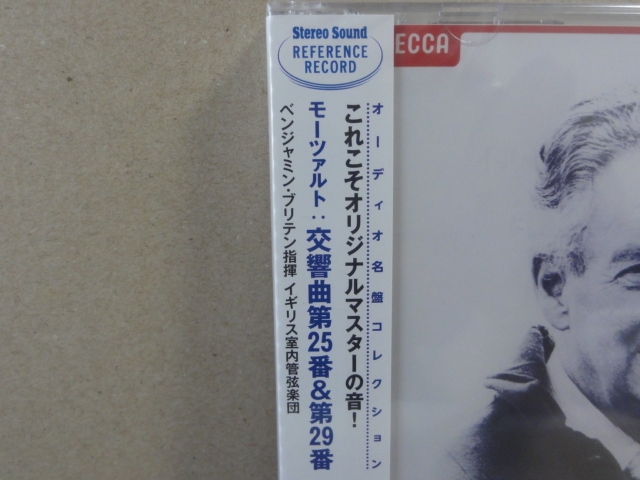 Stereo Sound
REFERENCE
RECORD
DECCA
オーディオ名盤コレクション
これこそオリジナルマスターの音!
モーツァルト:交響曲第25番&第29番
ベンジャミン・ブリテン指揮 イギリス室内管弦楽団